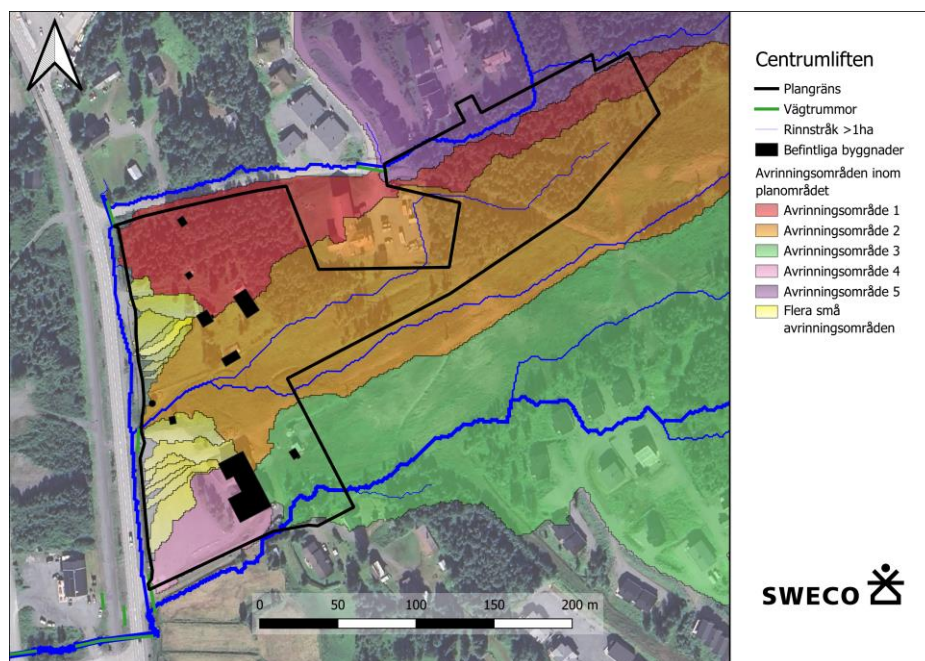 Centrumliften
Plangräns
Vägtrummor
Rinnstråk >1ha
Befintliga byggnader
Avrinningsområden inom
planområdet
Avrinningsområde 1
Avrinningsområde 2
Avrinningsområde 3
Avrinningsområde 4
Avrinningsområde 5
Flera små
avrinningsområden
0 50 100 150 200 m
SWECO